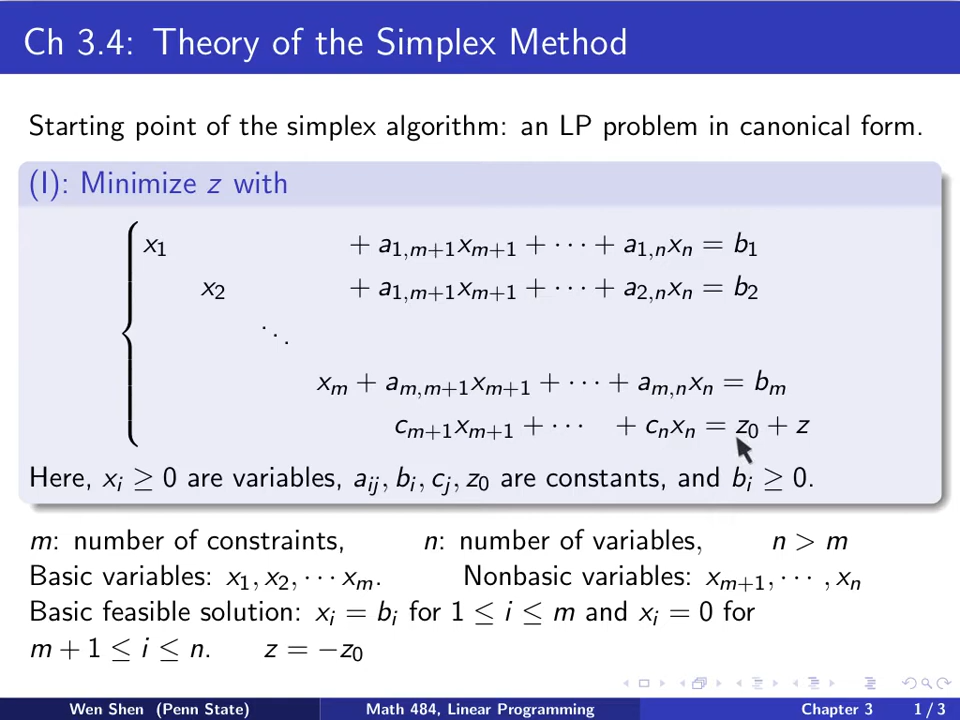 Ch 3.4: Theory of the Simplex Method
Starting point of the simplex algorithm: an LP problem in canonical form.
(I): Minimize z with
x₁ + a₁,ₘ₊₁xₘ₊₁ + ··· + a₁,ₙxₙ = b₁
x₂ + a₁,ₘ₊₁xₘ₊₁ + ··· + a₂,ₙxₙ = b₂
⋱
xₘ + aₘ,ₘ₊₁xₘ₊₁ + ··· + aₘ,ₙxₙ = bₘ
cₘ₊₁xₘ₊₁ + ··· + cₙxₙ = z₀ + z
Here, xᵢ ≥ 0 are variables, aᵢⱼ, bᵢ, cⱼ, z₀ are constants, and bᵢ ≥ 0.
m: number of constraints, n: number of variables, n > m
Basic variables: x₁, x₂, ··· xₘ. Nonbasic variables: xₘ₊₁, ··· , xₙ
Basic feasible solution: xᵢ = bᵢ for 1 ≤ i ≤ m and xᵢ = 0 for
m + 1 ≤ i ≤ n. z = −z₀
Wen Shen (Penn State) Math 484, Linear Programming Chapter 3 1 / 3